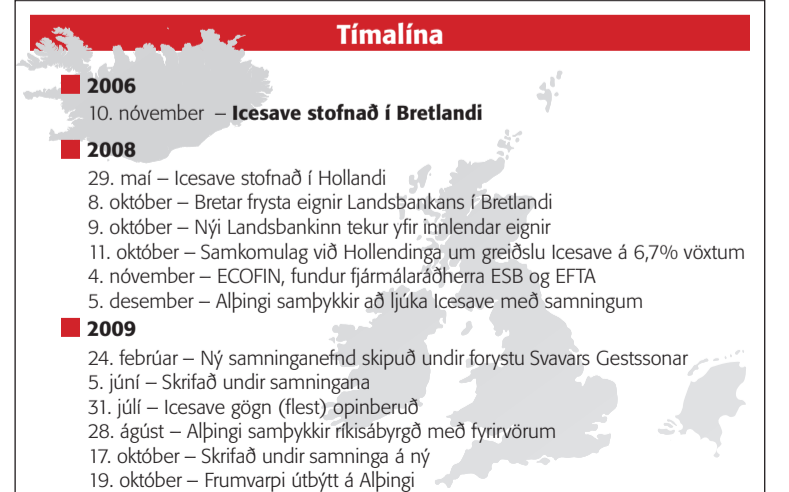 Tímalína
2006
10. nóvember – Icesave stofnað í Bretlandi
2008
29. maí – Icesave stofnað í Hollandi
8. október – Bretar frysta eignir Landsbankans í Bretlandi
9. október – Nýi Landsbankinn tekur yfir innlendar eignir
11. október – Samkomulag við Hollendinga um greiðslu Icesave á 6,7% vöxtum
4. nóvember – ECOFIN, fundur fjármálaráðherra ESB og EFTA
5. desember – Alþingi samþykkir að ljúka Icesave með samningum
2009
24. febrúar – Ný samninganefnd skipuð undir forystu Svavars Gestssonar
5. júní – Skrifað undir samningana
31. júlí – Icesave gögn (flest) opinberuð
28. ágúst – Alþingi samþykkir ríkisábyrgð með fyrirvörum
17. október – Skrifað undir samninga á ný
19. október – Frumvarpi útbýtt á Alþingi